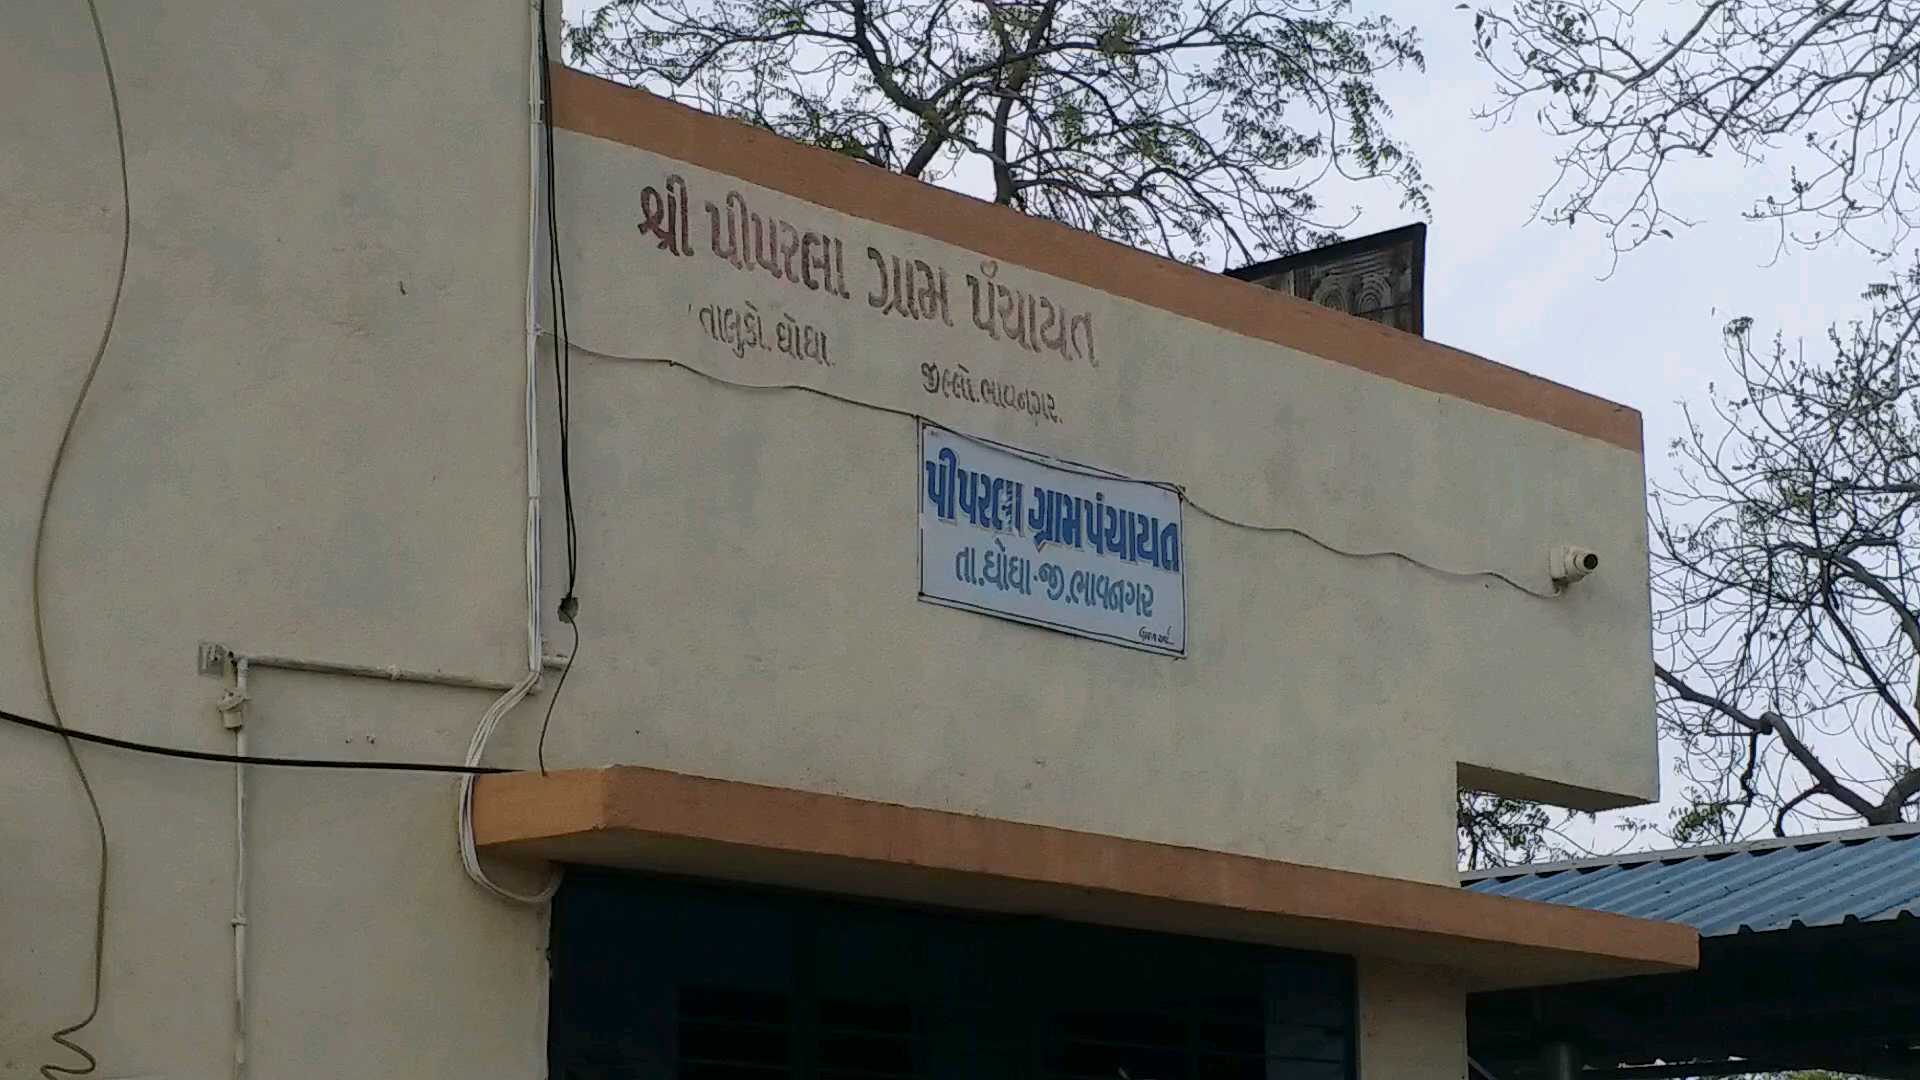 શ્રી પીપરલા ગ્રામ પંચાયત
તાલુકો. ઘોઘા.
જીલ્લો. ભાવનગર.
પીપરલા ગ્રામ પંચાયત
તા. ઘોઘા - જી. ભાવનગર